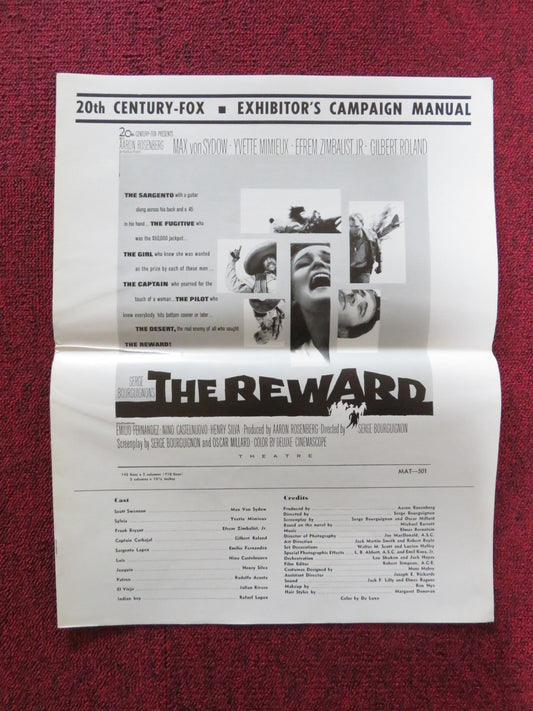 20th CENTURY-FOX ■ EXHIBITOR'S CAMPAIGN MANUAL
20th CENTURY-FOX PRESENTS
AARON ROSENBERG
PRODUCTION
MAX von SYDOW · YVETTE MIMIEUX · EFREM ZIMBALIST JR · GILBERT ROLAND
THE SARGENTO with a guitar
slung across his back and a .45
in his hand... THE FUGITIVE who
was the $50,000 jackpot...
THE GIRL who knew she was wanted
as the prize by each of these men...
THE CAPTAIN who yearned for the
touch of a woman...THE PILOT who
knew everybody hits bottom sooner or later...
THE DESERT, the real enemy of all who sought
THE REWARD!
SERGE
BOURGUIGNON'S
THE REWARD
EMILIO FERNANDEZ · NINO CASTELNUOVO · HENRY SILVA · Produced by AARON ROSENBERG · Directed by SERGE BOURGUIGNON
Screenplay by SERGE BOURGUIGNON and OSCAR MILLARD · COLOR BY DELUXE · CINEMASCOPE
THEATRE
MAT—501
Cast
Scott Swenson Max Von Sydow
Sylvia Yvette Mimieux
Frank Bryant Efrem Zimbalist, Jr.
Captain Carbajal Gilbert Roland
Sargento Lopez Emilio Fernandez
Luis Nino Castelnuovo
Joaquin Henry Silva
Patron Rodolfo Acosta
El Viejo Julian Rivera
Indian boy Rafael Lopez
Credits
Produced by Aaron Rosenberg
Directed by Serge Bourguignon
Screenplay by Serge Bourguignon and Oscar Millard
Based on the novel by Michael Barrett
Music Elmer Bernstein
Director of Photography Joe MacDonald, A.S.C.
Art Direction Jack Martin Smith and Robert Boyle
Set Decorations Walter M. Scott and Lucien Hafley
Special Photographic Effects L. B. Abbott, A.S.C. and Emil Kosa, Jr.
Orchestration Leo Shuken and Jack Hayes
Film Editor Robert Simpson, A.C.E.
Costumes Designed by Moss Mabry
Assistant Director Joseph E. Rickards
Sound Jack F. Lilly and Elmer Raguse
Makeup by Ben Nye
Hair Styles by Margaret Donovan
Color by De Luxe